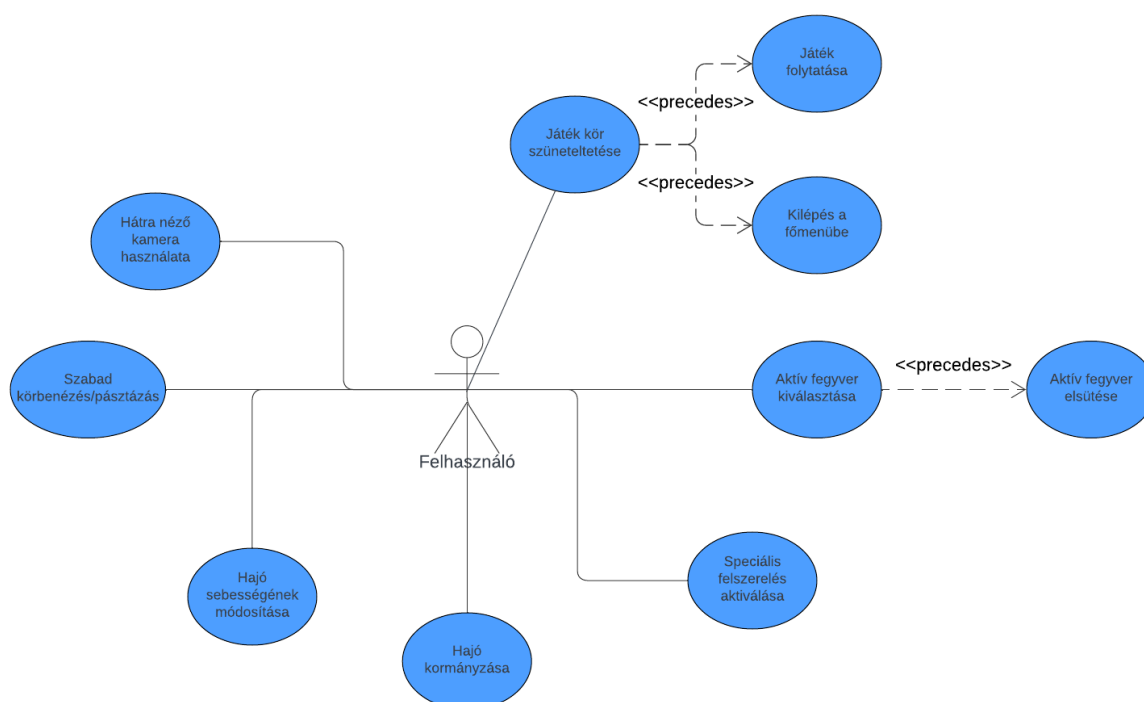 Játék
folytatása
<<precedes>>
Játék kör
szüneteltetése
<<precedes>>
Kilépés a
főmenübe
Hátra néző
kamera
használata
Szabad
körbenézés/pásztázás
Felhasználó
Aktív fegyver
kiválasztása
<<precedes>>
Aktív fegyver
elsütése
Hajó
sebességének
módosítása
Hajó
kormányzása
Speciális
felszerelés
aktiválása